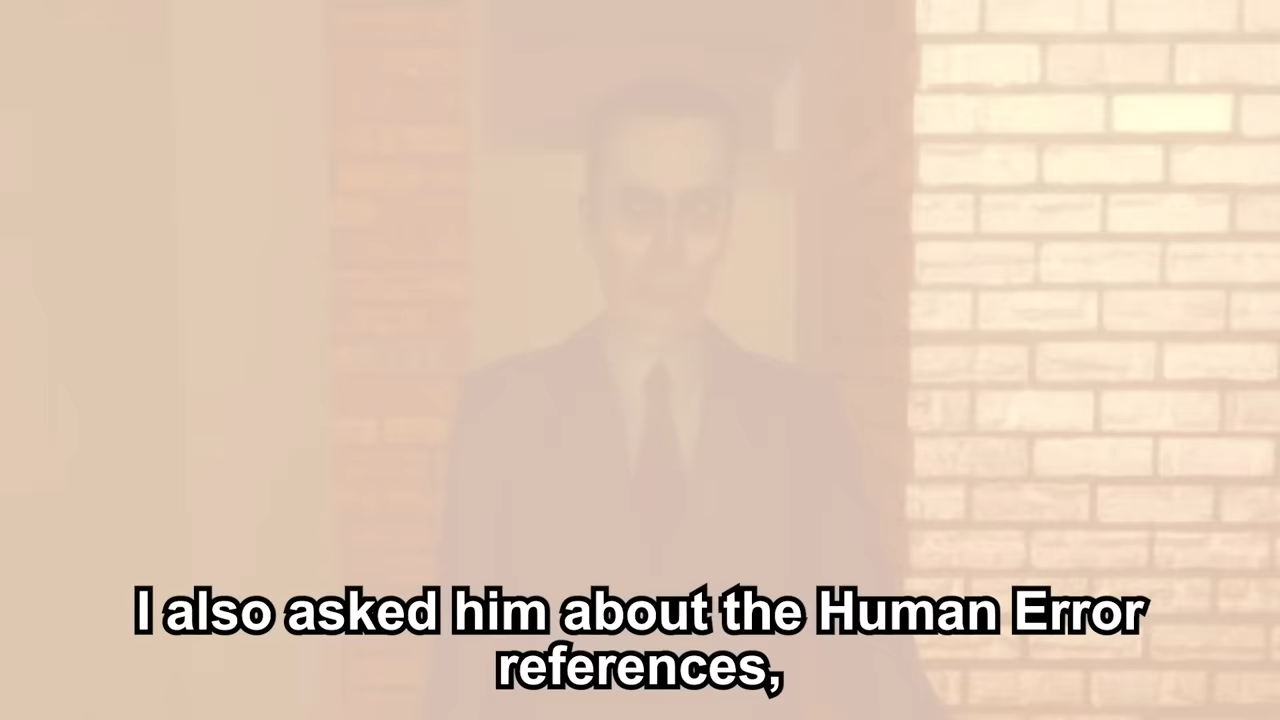 I also asked him about the Human Error
references,